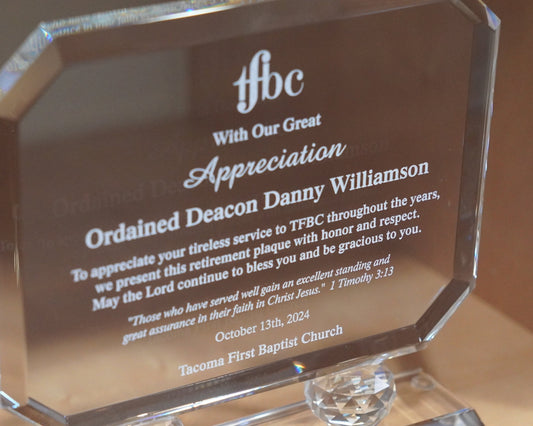 tfbc
With Our Great
Appreciation
Ordained Deacon Danny Williamson
To appreciate your tireless service to TFBC throughout the years,
we present this retirement plaque with honor and respect.
May the Lord continue to bless you and be gracious to you.
"Those who have served well gain an excellent standing and
great assurance in their faith in Christ Jesus." 1 Timothy 3:13
October 13th, 2024
Tacoma FIrst Baptist Church